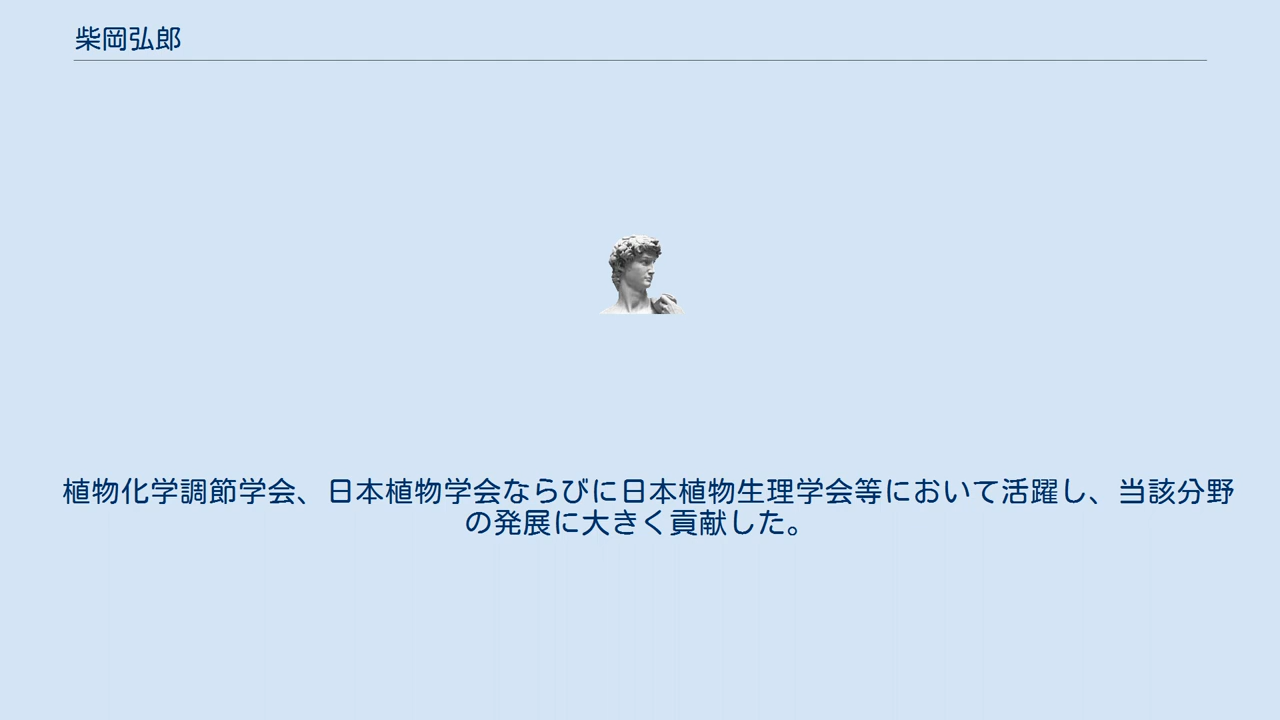 柴岡弘郎
植物化学調節学会、日本植物学会ならびに日本植物生理学会等において活躍し、当該分野
の発展に大きく貢献した。